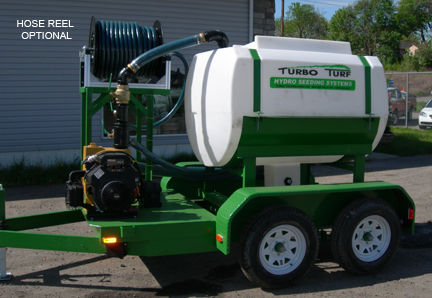 HOSE REEL
OPTIONAL
TURBO TURF
HYDRO SEEDING SYSTEMS